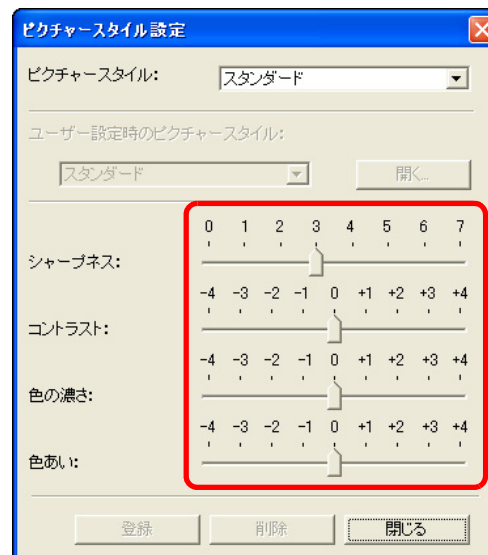 ピクチャースタイル設定
ピクチャースタイル: スタンダード
ユーザー設定時のピクチャースタイル:
スタンダード 開く...
0 1 2 3 4 5 6 7
シャープネス:
-4 -3 -2 -1 0 +1 +2 +3 +4
コントラスト:
-4 -3 -2 -1 0 +1 +2 +3 +4
色の濃さ:
-4 -3 -2 -1 0 +1 +2 +3 +4
色あい:
登録 削除 閉じる